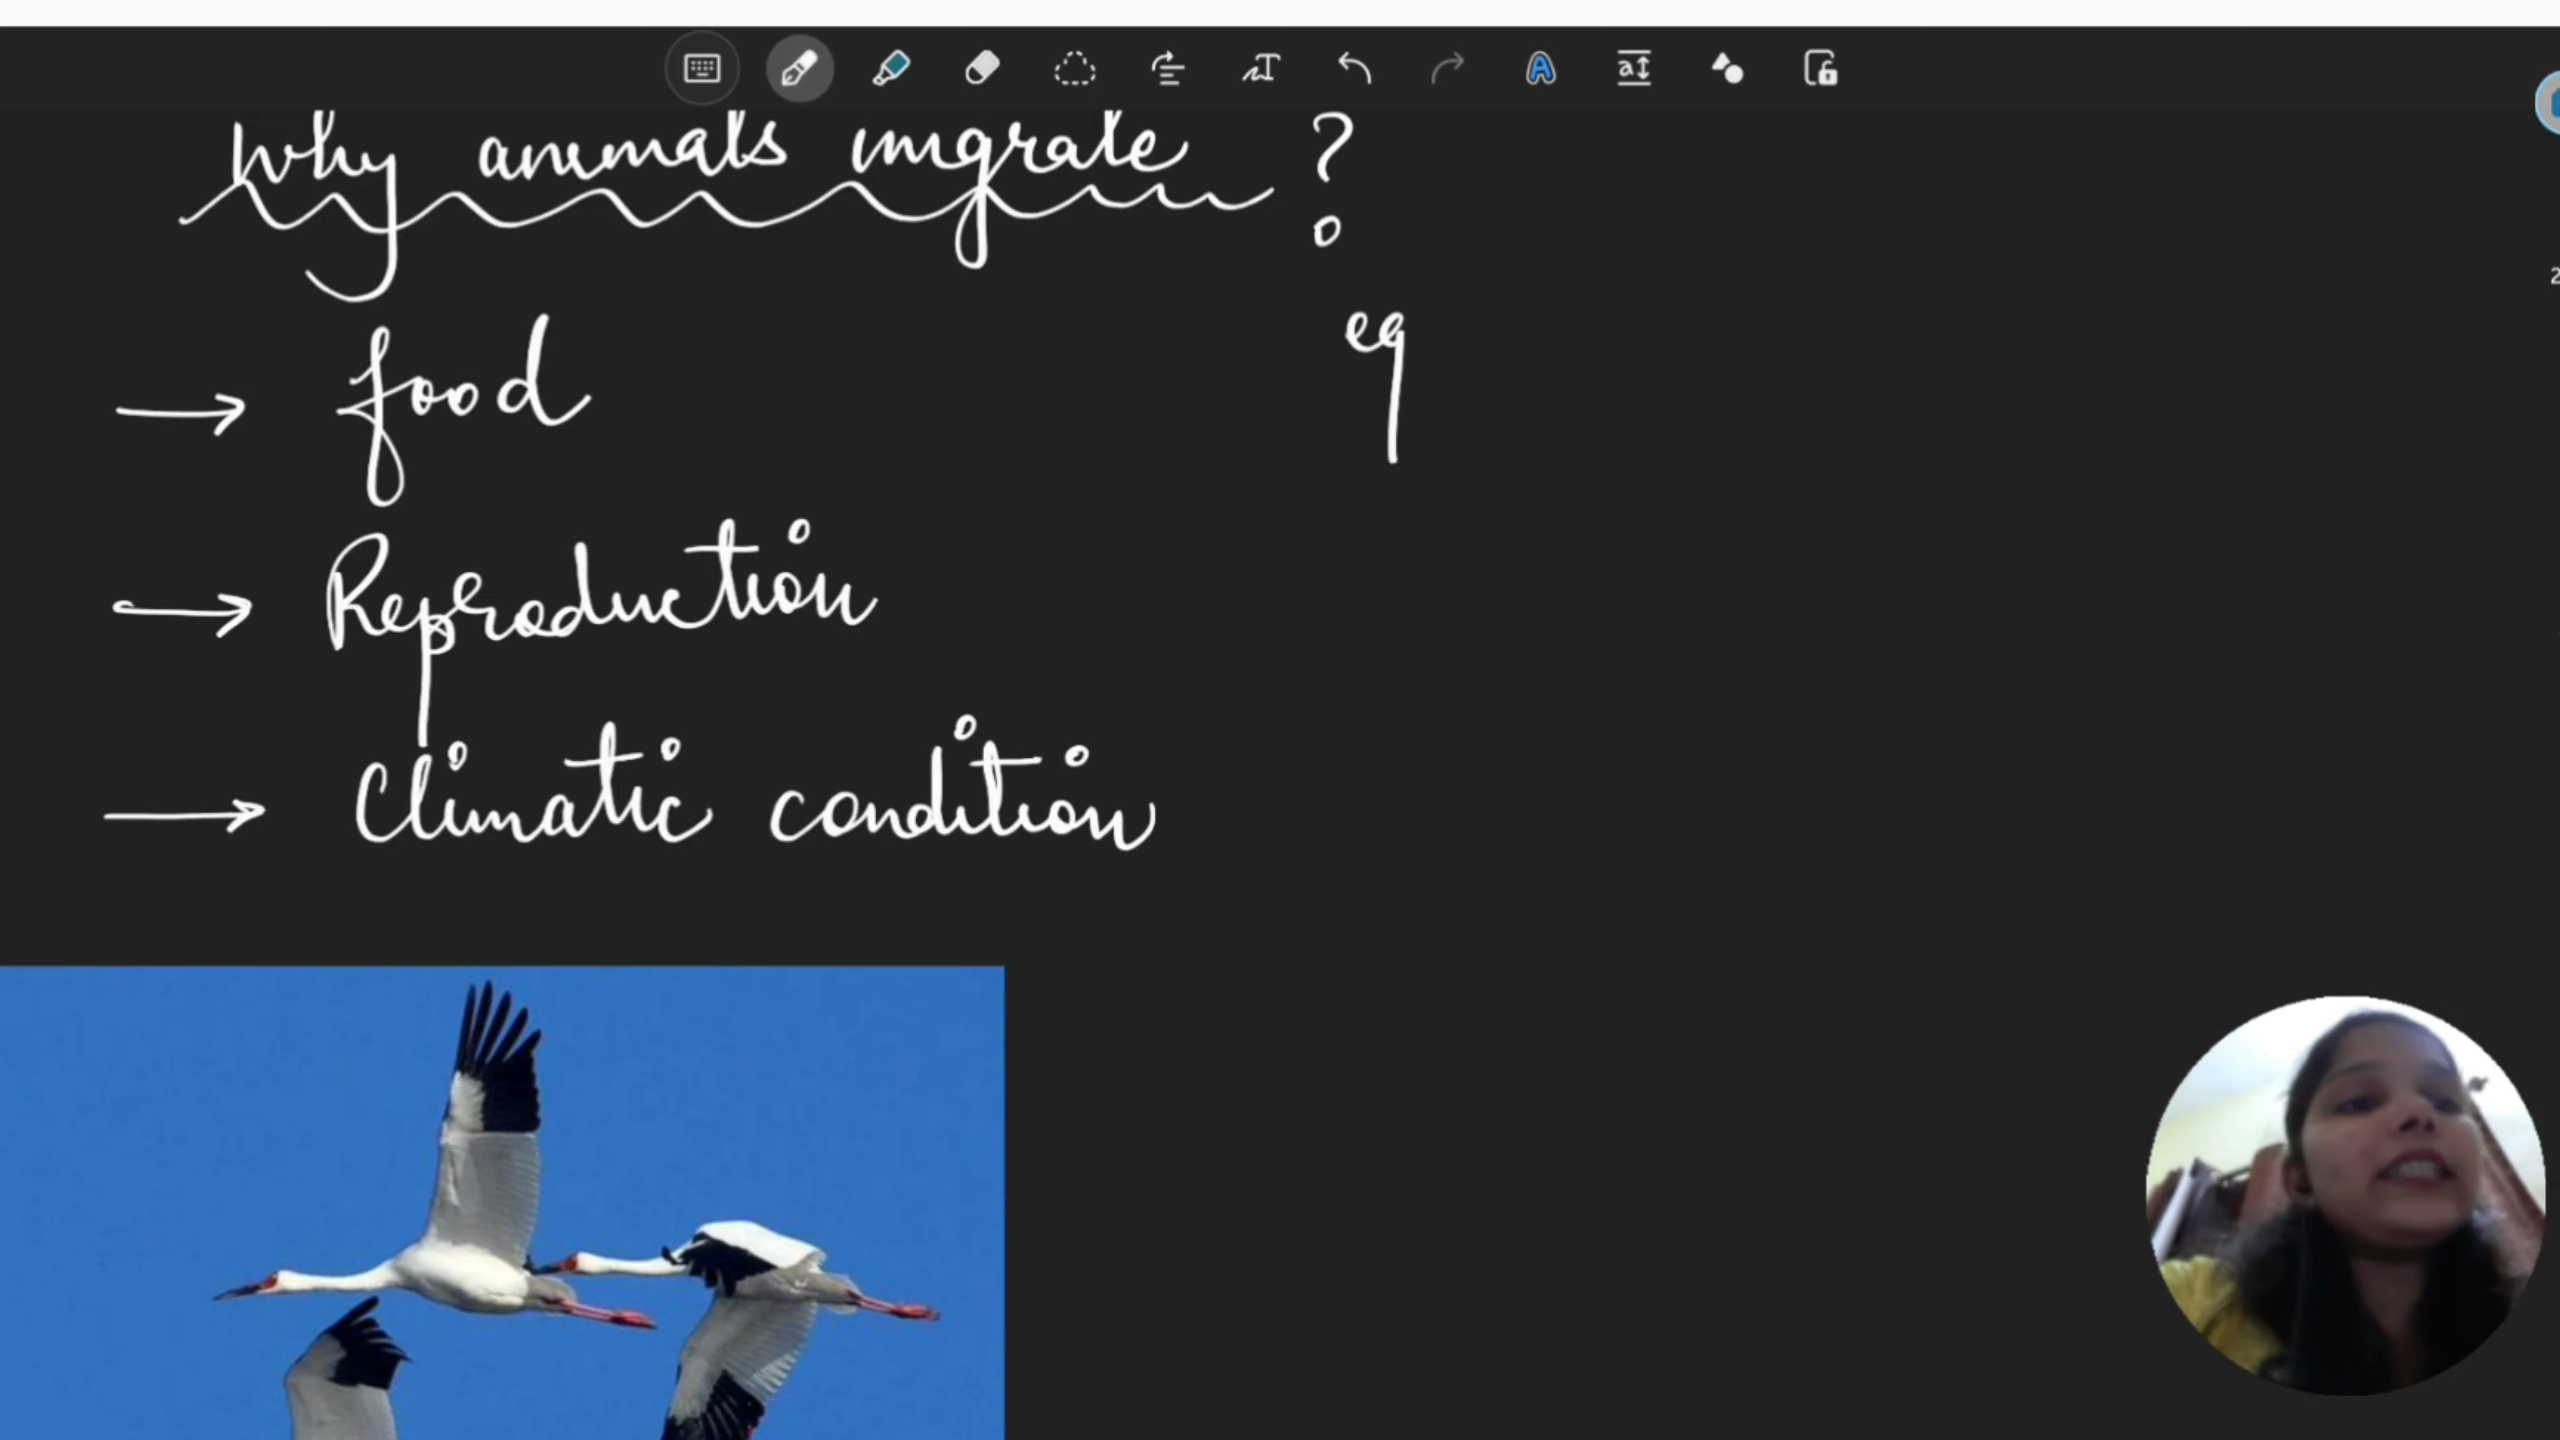 Why animals migrate ?
food
eg
Reproduction
Climatic condition